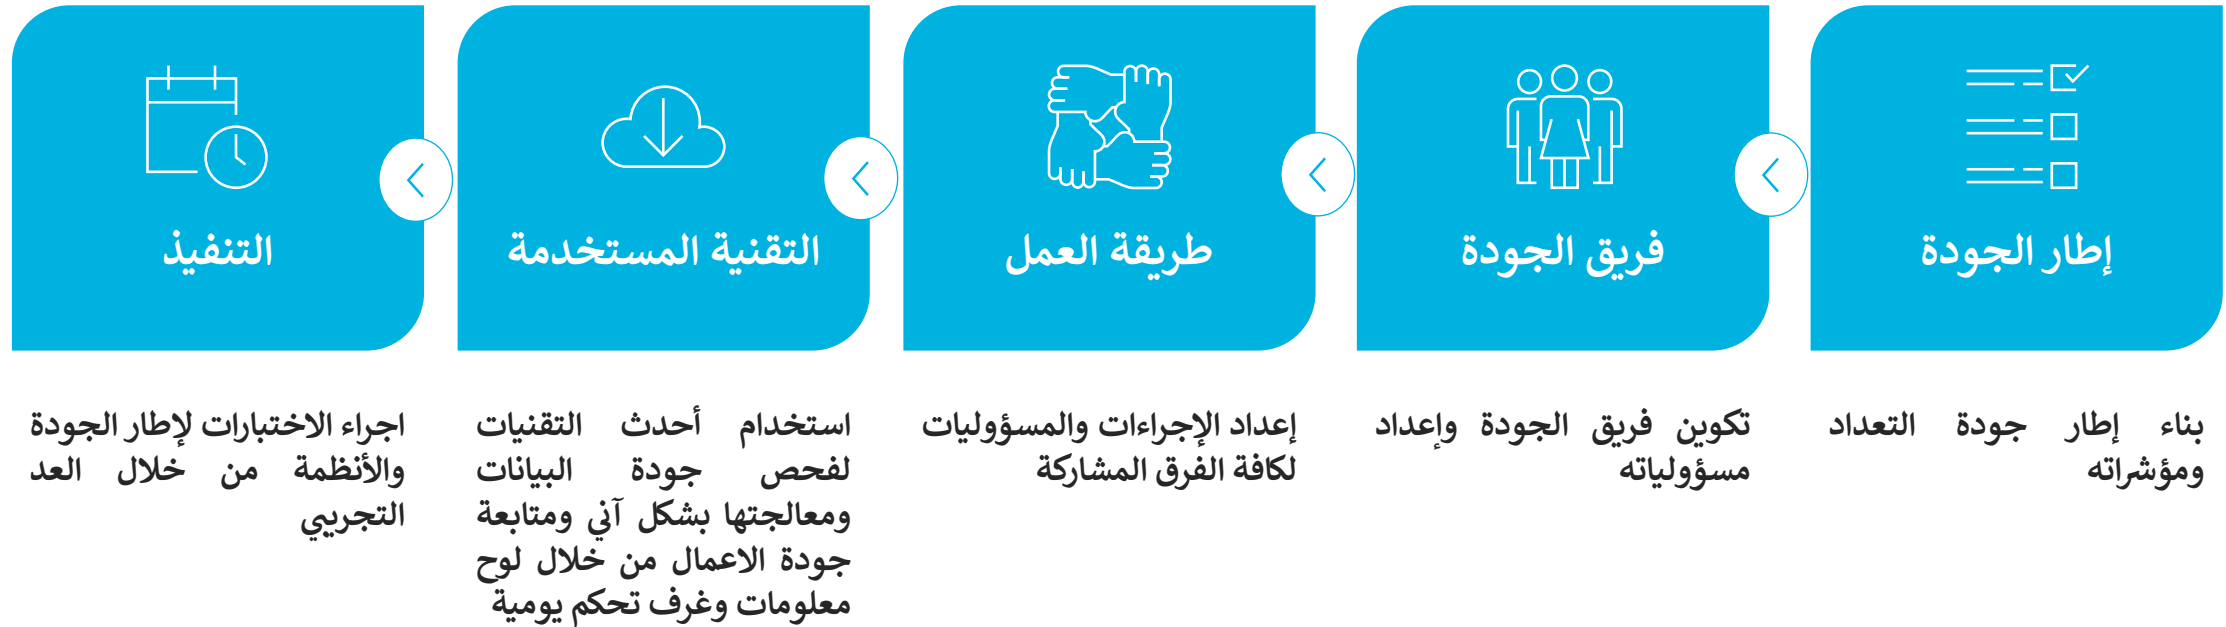 إطار الجودة
بناء إطار جودة التعداد
ومؤشراته
فريق الجودة
تكوين فريق الجودة وإعداد
مسؤولياته
طريقة العمل
إعداد الإجراءات والمسؤوليات
لكافة الفرق المشاركة
التقنية المستخدمة
استخدام أحدث التقنيات
لفحص جودة البيانات
ومعالجتها بشكل آني ومتابعة
جودة الاعمال من خلال لوح
معلومات وغرف تحكم يومية
التنفيذ
اجراء الاختبارات لإطار الجودة
والأنظمة من خلال العد
التجريبي